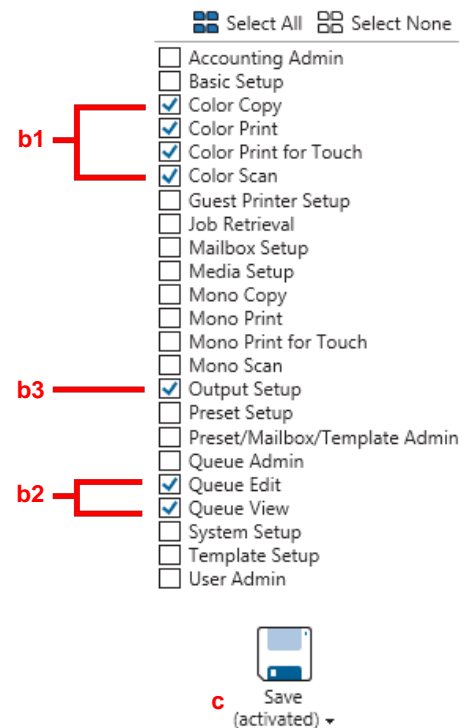 Select All Select None
Accounting Admin
Basic Setup
Color Copy
b1 Color Print
Color Print for Touch
Color Scan
Guest Printer Setup
Job Retrieval
Mailbox Setup
Media Setup
Mono Copy
Mono Print
Mono Print for Touch
Mono Scan
b3 Output Setup
Preset Setup
Preset/Mailbox/Template Admin
Queue Admin
b2 Queue Edit
Queue View
System Setup
Template Setup
User Admin
c Save
(activated)